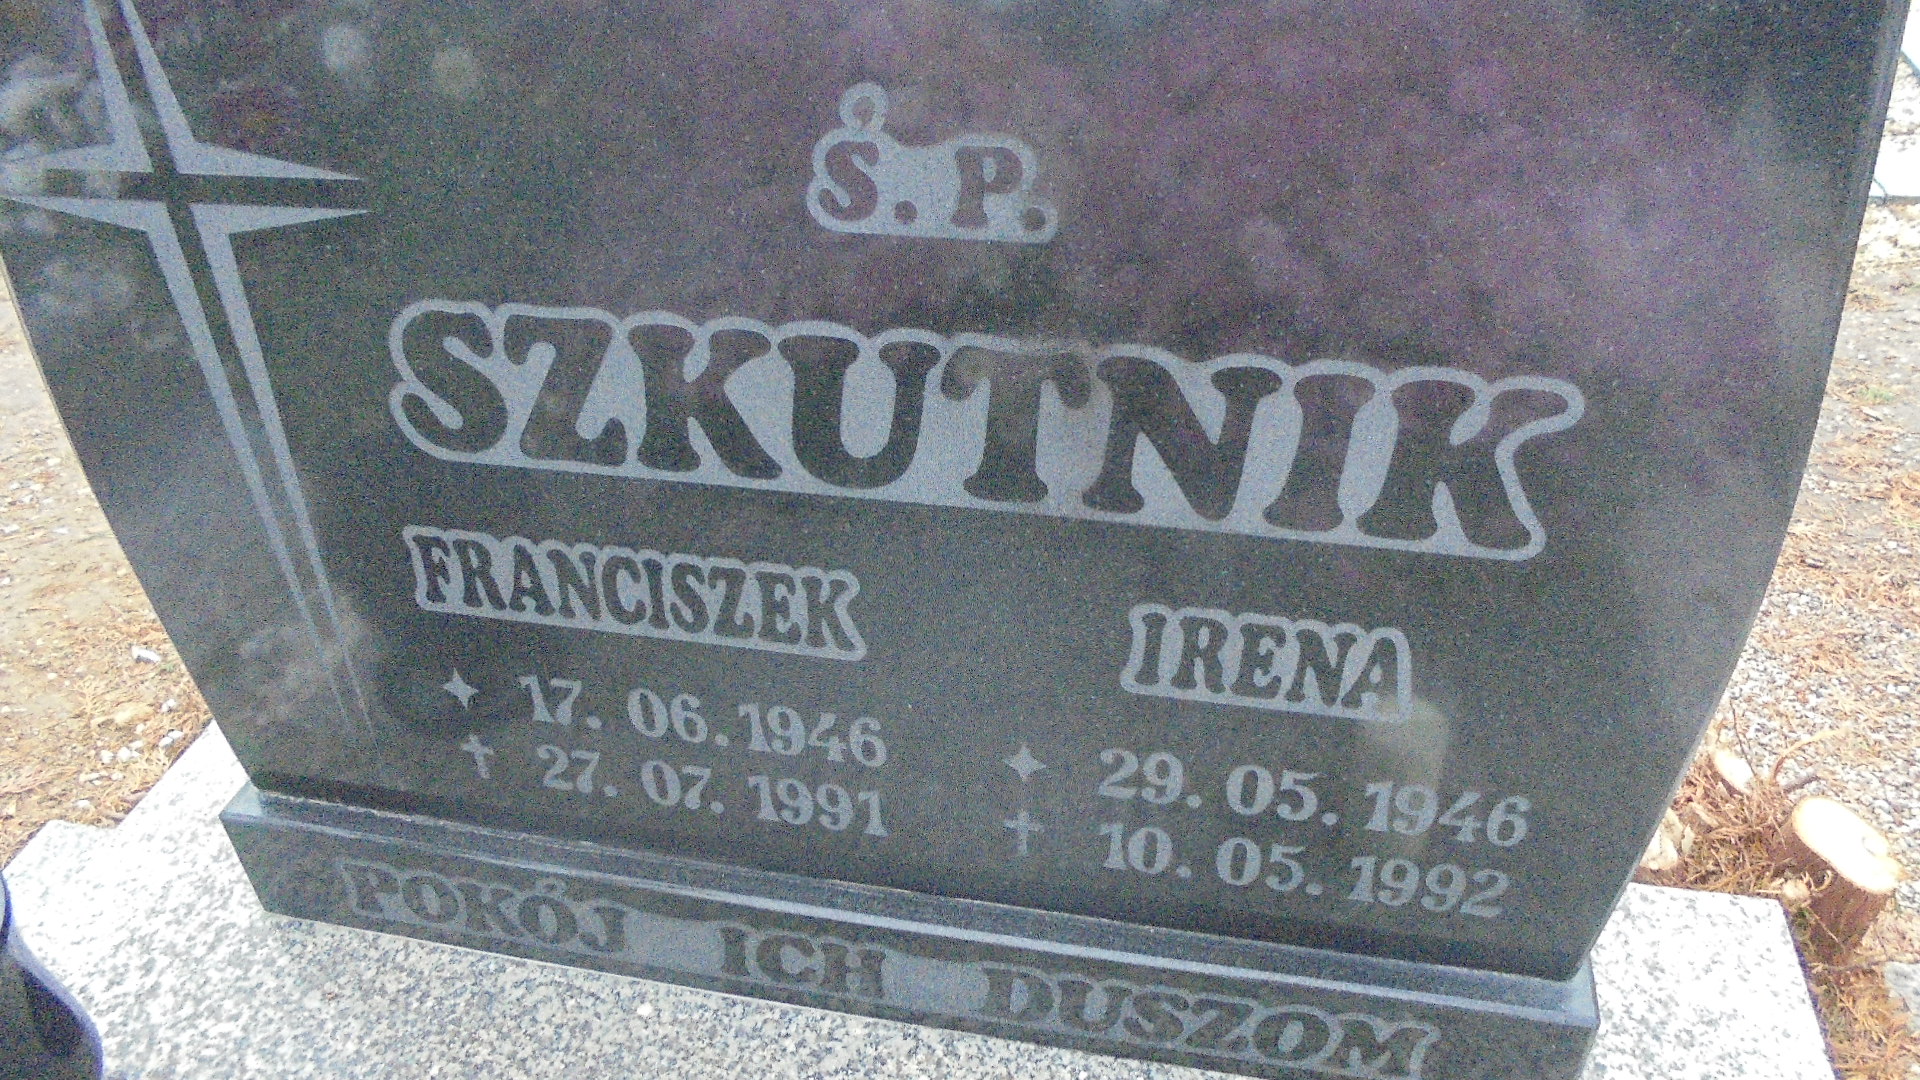 Ś. P.
SZKUTNIK
FRANCISZEK
17. 06. 1946
27. 07. 1991
IRENA
29. 05. 1946
10. 05. 1992
POKÓJ ICH DUSZOM